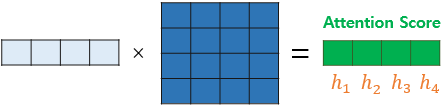 Attention Score
×
=
h₁ h₂ h₃ h₄